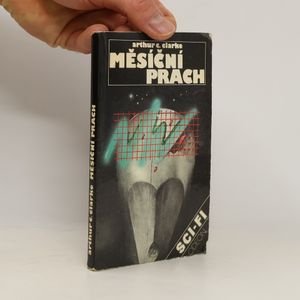 arthur c. clarke
MĚSÍČNÍ
PRACH
SCI-FI
arthur c. clarke MĚSÍČNÍ PRACH